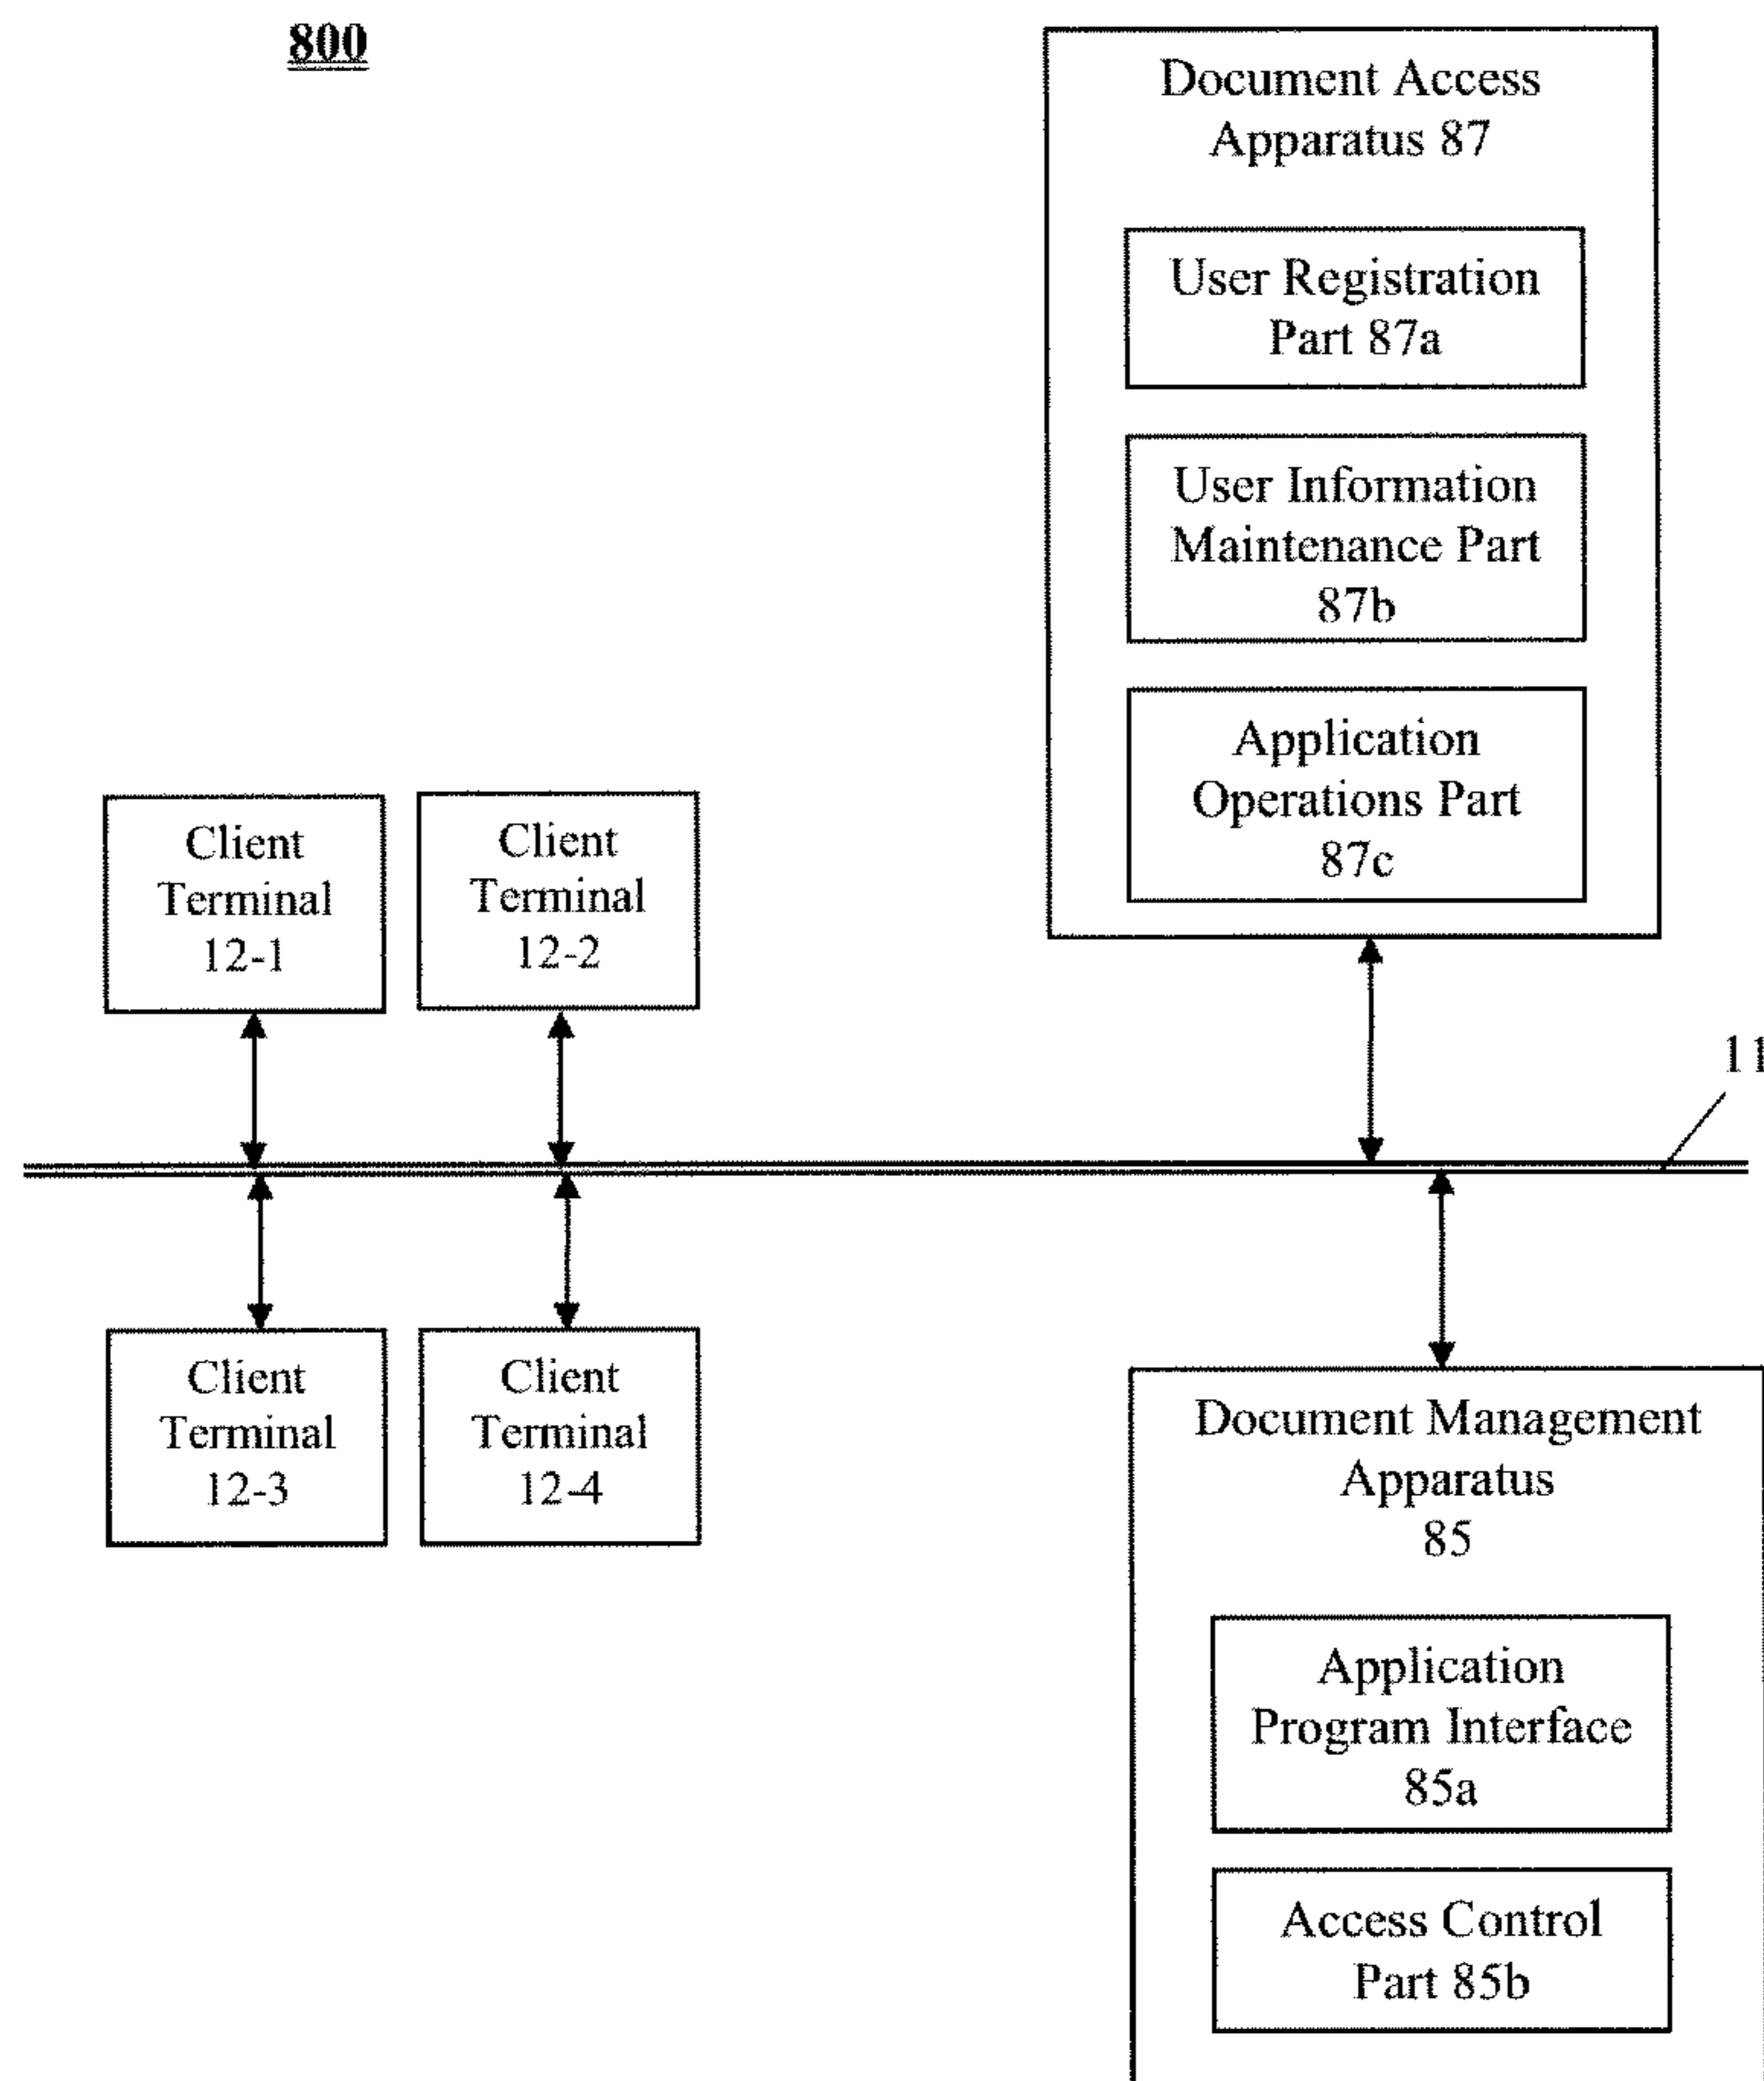 800
Document Access
Apparatus 87
User Registration
Part 87a
User Information
Maintenance Part
87b
Application
Operations Part
87c
Client
Terminal
12-1
Client
Terminal
12-2
11
Client
Terminal
12-3
Client
Terminal
12-4
Document Management
Apparatus
85
Application
Program Interface
85a
Access Control
Part 85b